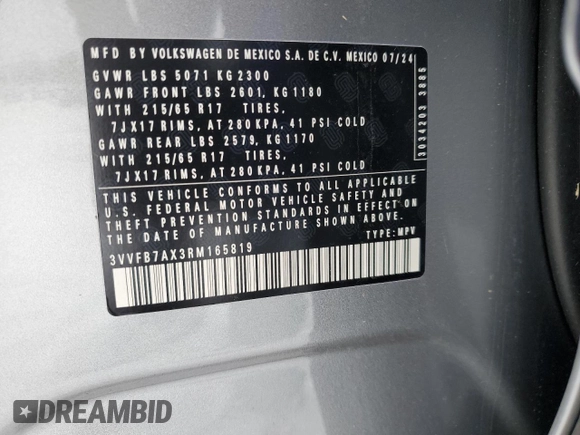 MFD BY VOLKSWAGEN DE MEXICO S.A. DE C.V. MEXICO 07/24
GVWR LBS 5071 KG 2300
GAWR FRONT LBS 2601, KG 1180
WITH 215/65 R17 TIRES,
7JX17 RIMS, AT 280 KPA, 41 PSI COLD
GAWR REAR LBS 2579, KG 1170
WITH 215/65 R17 TIRES,
7JX17 RIMS, AT 280 KPA, 41 PSI COLD
THIS VEHICLE CONFORMS TO ALL APPLICABLE
U.S. FEDERAL MOTOR VEHICLE SAFETY AND
THEFT PREVENTION STANDARDS IN EFFECT ON
THE DATE OF MANUFACTURE SHOWN ABOVE.
3VVFB7AX3RM165819 TYPE: MPV
3034203 3885
DREAMBID